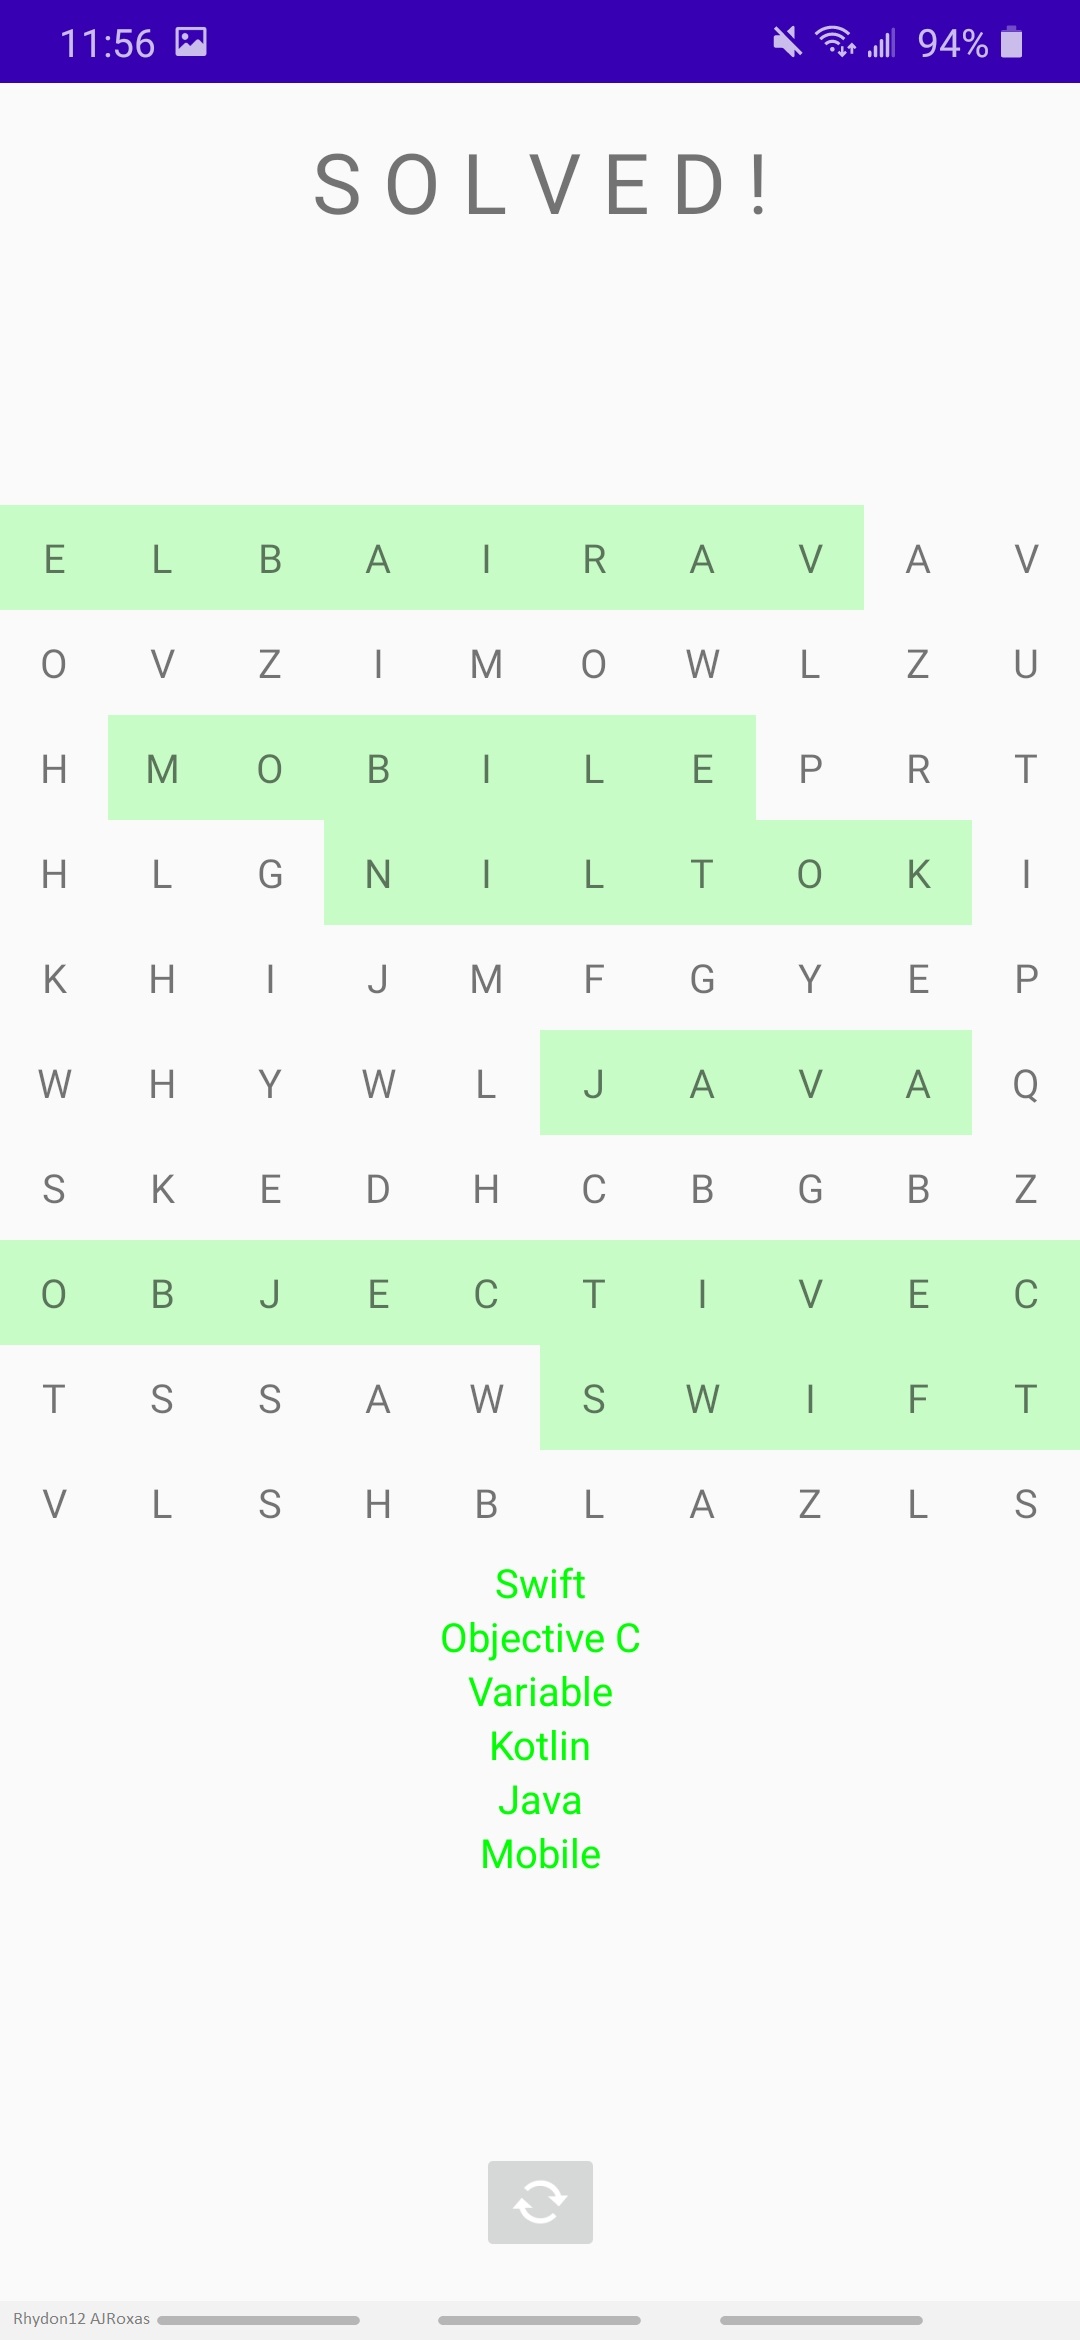 11:56 94%
SOLVED!
E L B A I R A V A V
O V Z I M O W L Z U
H M O B I L E P R T
H L G N I L T O K I
K H I J M F G Y E P
W H Y W L J A V A Q
S K E D H C B G B Z
O B J E C T I V E C
T S S A W S W I F T
V L S H B L A Z L S
Swift
Objective C
Variable
Kotlin
Java
Mobile
Rhydon12 AJRoxas